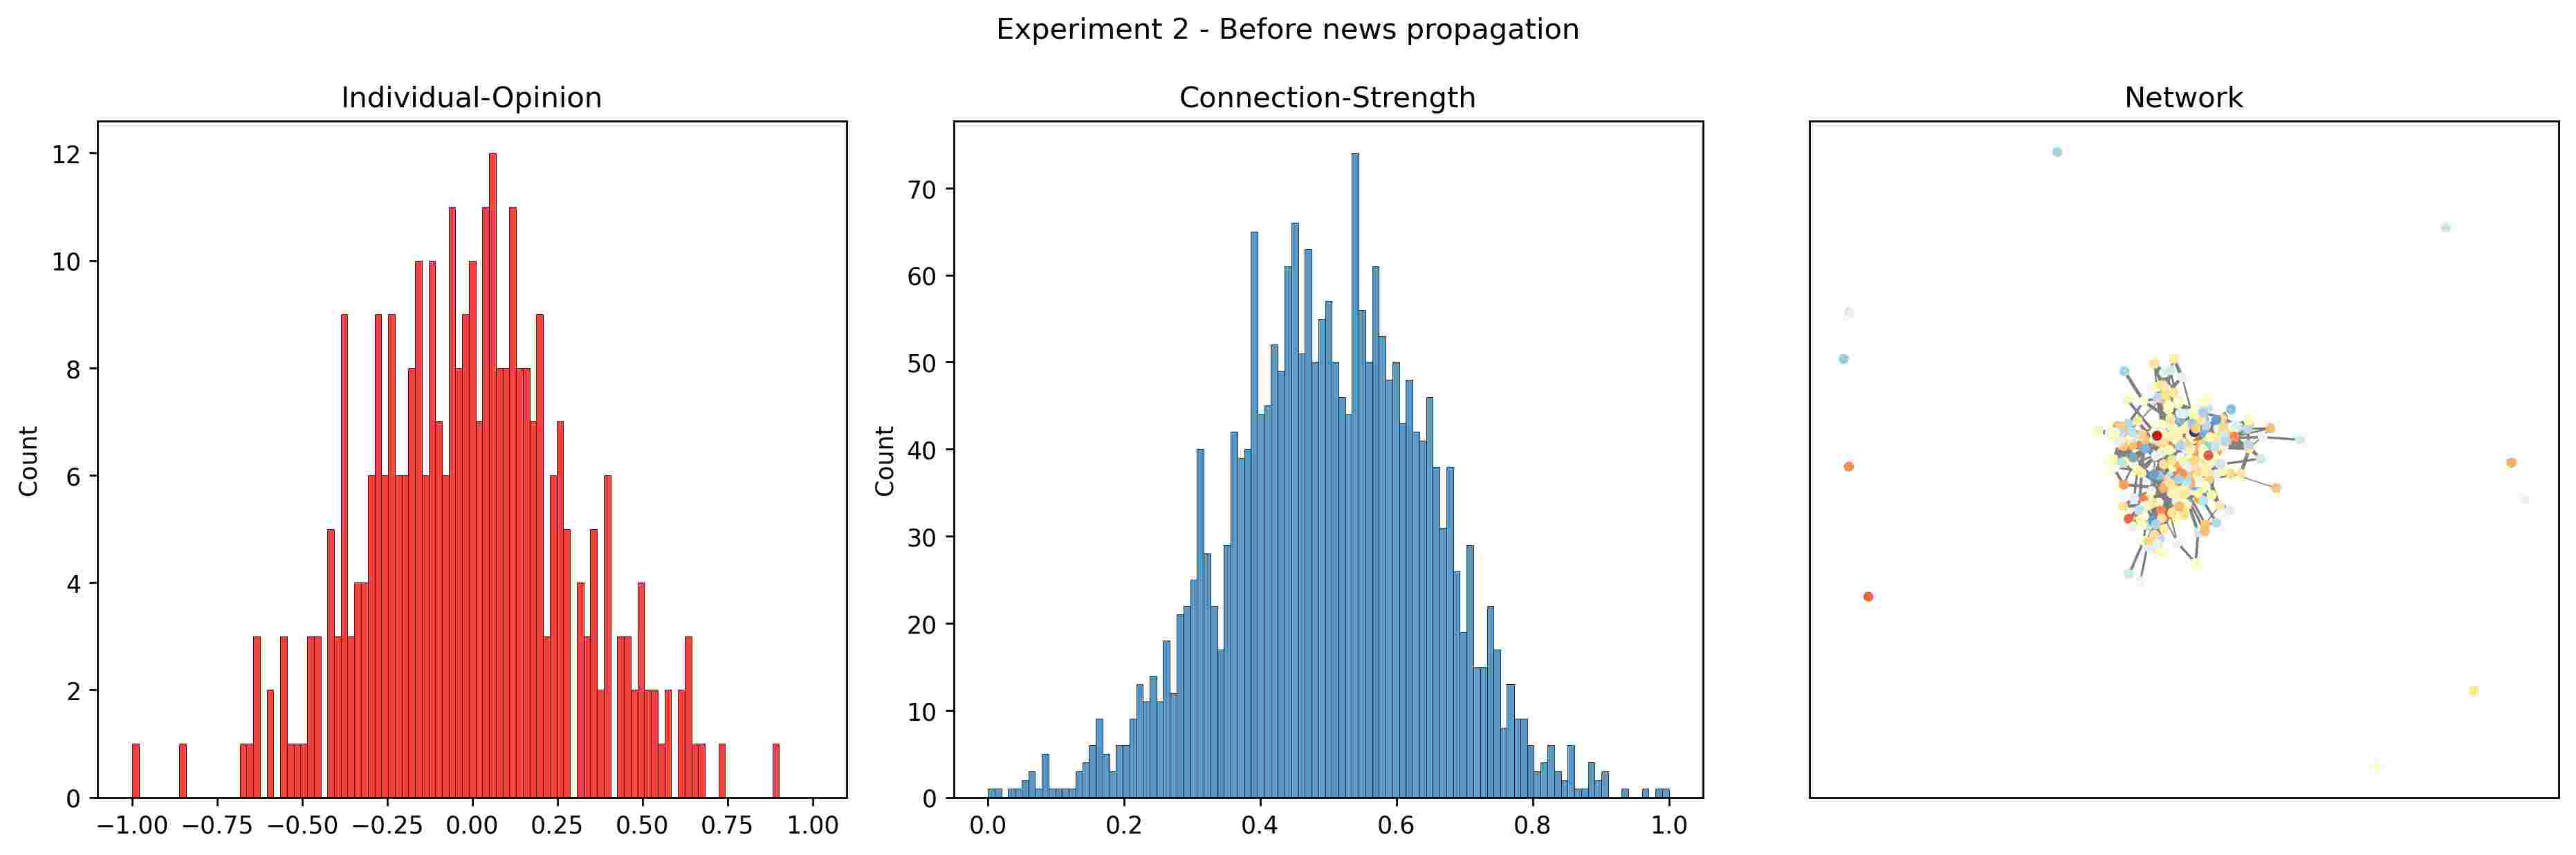 Experiment 2 - Before news propagation
Individual-Opinion
12
10
8
6
4
2
0
Count
−1.00 −0.75 −0.50 −0.25 0.00 0.25 0.50 0.75 1.00
Connection-Strength
70
60
50
40
30
20
10
0
Count
0.0 0.2 0.4 0.6 0.8 1.0
Network